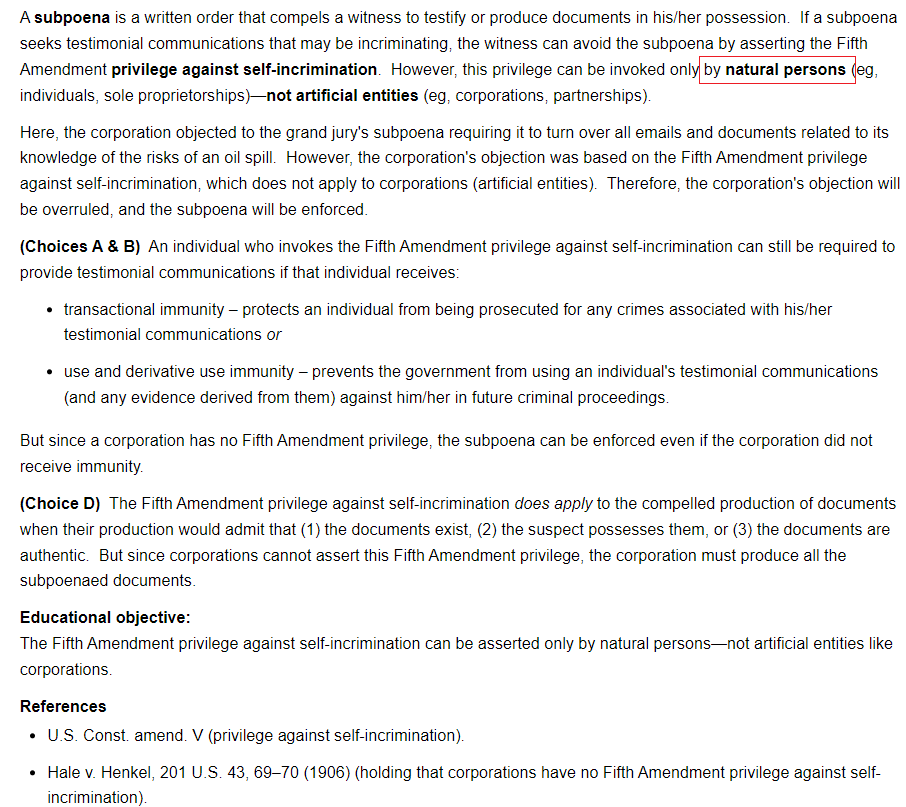 A subpoena is a written order that compels a witness to testify or produce documents in his/her possession.  If a subpoena
seeks testimonial communications that may be incriminating, the witness can avoid the subpoena by asserting the Fifth
Amendment privilege against self-incrimination.  However, this privilege can be invoked only by natural persons (eg,
individuals, sole proprietorships)—not artificial entities (eg, corporations, partnerships).
Here, the corporation objected to the grand jury's subpoena requiring it to turn over all emails and documents related to its
knowledge of the risks of an oil spill.  However, the corporation's objection was based on the Fifth Amendment privilege
against self-incrimination, which does not apply to corporations (artificial entities).  Therefore, the corporation's objection will
be overruled, and the subpoena will be enforced.
(Choices A & B)  An individual who invokes the Fifth Amendment privilege against self-incrimination can still be required to
provide testimonial communications if that individual receives:
• transactional immunity – protects an individual from being prosecuted for any crimes associated with his/her
testimonial communications or
• use and derivative use immunity – prevents the government from using an individual's testimonial communications
(and any evidence derived from them) against him/her in future criminal proceedings.
But since a corporation has no Fifth Amendment privilege, the subpoena can be enforced even if the corporation did not
receive immunity.
(Choice D)  The Fifth Amendment privilege against self-incrimination does apply to the compelled production of documents
when their production would admit that (1) the documents exist, (2) the suspect possesses them, or (3) the documents are
authentic.  But since corporations cannot assert this Fifth Amendment privilege, the corporation must produce all the
subpoenaed documents.
Educational objective:
The Fifth Amendment privilege against self-incrimination can be asserted only by natural persons—not artificial entities like
corporations.
References
• U.S. Const. amend. V (privilege against self-incrimination).
• Hale v. Henkel, 201 U.S. 43, 69–70 (1906) (holding that corporations have no Fifth Amendment privilege against self-
incrimination).